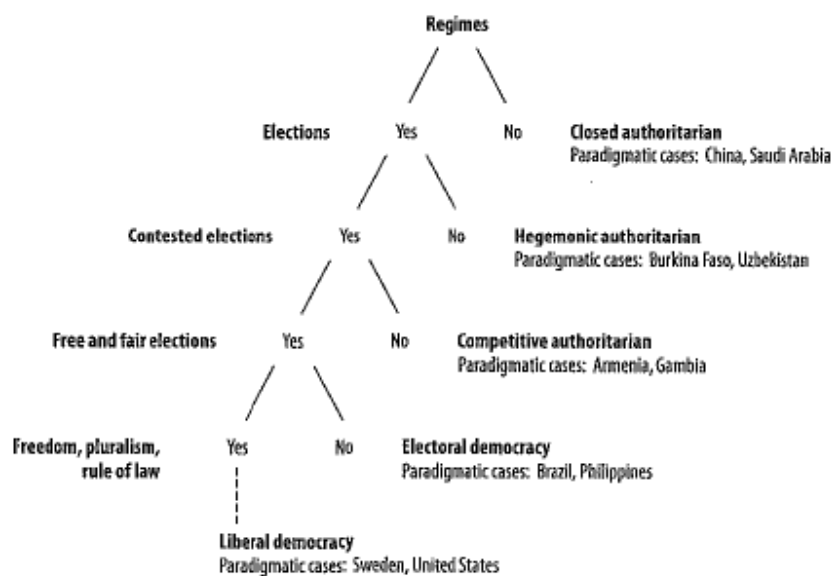 Regimes
Elections Yes No Closed authoritarian
Paradigmatic cases: China, Saudi Arabia
Contested elections Yes No Hegemonic authoritarian
Paradigmatic cases: Burkina Faso, Uzbekistan
Free and fair elections Yes No Competitive authoritarian
Paradigmatic cases: Armenia, Gambia
Freedom, pluralism, Yes No Electoral democracy
rule of law Paradigmatic cases: Brazil, Philippines
Liberal democracy
Paradigmatic cases: Sweden, United States